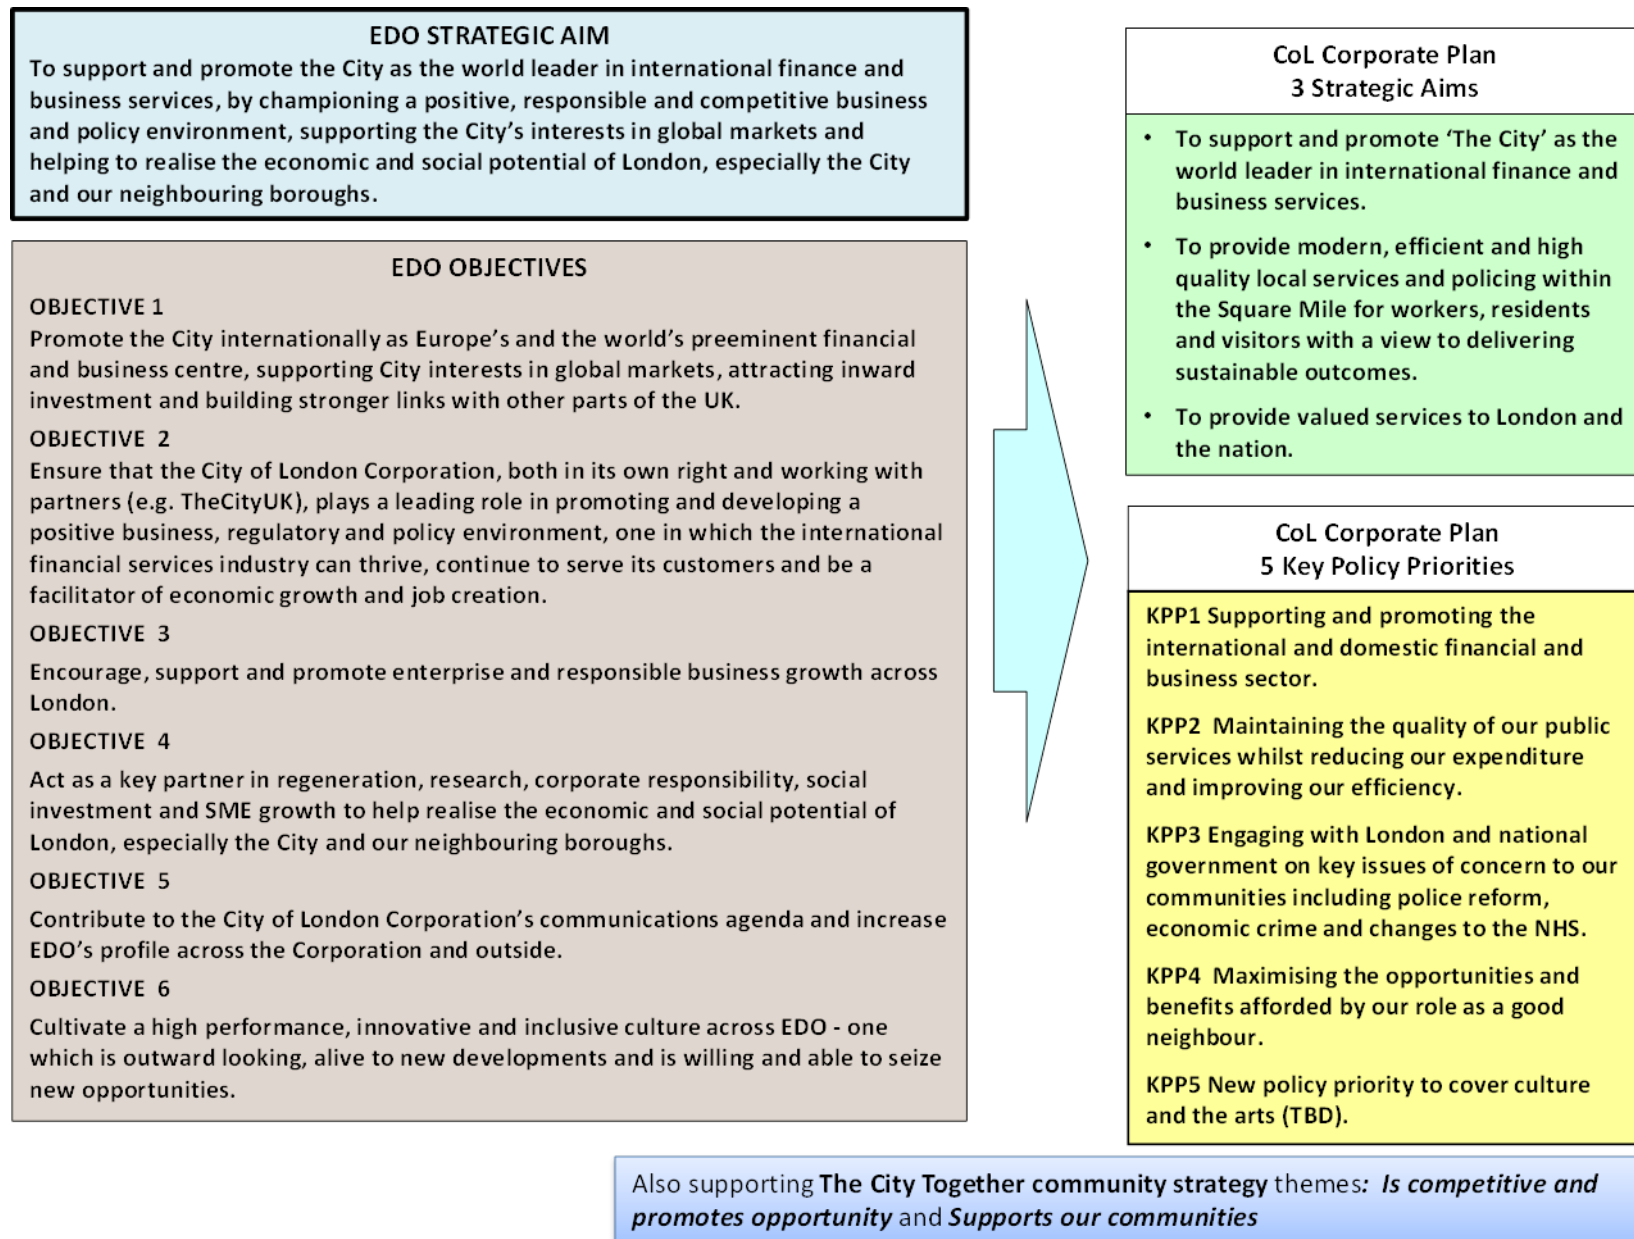 EDO STRATEGIC AIM
To support and promote the City as the world leader in international finance and
business services, by championing a positive, responsible and competitive business
and policy environment, supporting the City’s interests in global markets and
helping to realise the economic and social potential of London, especially the City
and our neighbouring boroughs.
EDO OBJECTIVES
OBJECTIVE 1
Promote the City internationally as Europe’s and the world’s preeminent financial
and business centre, supporting City interests in global markets, attracting inward
investment and building stronger links with other parts of the UK.
OBJECTIVE 2
Ensure that the City of London Corporation, both in its own right and working with
partners (e.g. TheCityUK), plays a leading role in promoting and developing a
positive business, regulatory and policy environment, one in which the international
financial services industry can thrive, continue to serve its customers and be a
facilitator of economic growth and job creation.
OBJECTIVE 3
Encourage, support and promote enterprise and responsible business growth across
London.
OBJECTIVE 4
Act as a key partner in regeneration, research, corporate responsibility, social
investment and SME growth to help realise the economic and social potential of
London, especially the City and our neighbouring boroughs.
OBJECTIVE 5
Contribute to the City of London Corporation’s communications agenda and increase
EDO’s profile across the Corporation and outside.
OBJECTIVE 6
Cultivate a high performance, innovative and inclusive culture across EDO - one
which is outward looking, alive to new developments and is willing and able to seize
new opportunities.
CoL Corporate Plan
3 Strategic Aims
• To support and promote ‘The City’ as the
world leader in international finance and
business services.
• To provide modern, efficient and high
quality local services and policing within
the Square Mile for workers, residents
and visitors with a view to delivering
sustainable outcomes.
• To provide valued services to London and
the nation.
CoL Corporate Plan
5 Key Policy Priorities
KPP1 Supporting and promoting the
international and domestic financial and
business sector.
KPP2 Maintaining the quality of our public
services whilst reducing our expenditure
and improving our efficiency.
KPP3 Engaging with London and national
government on key issues of concern to our
communities including police reform,
economic crime and changes to the NHS.
KPP4 Maximising the opportunities and
benefits afforded by our role as a good
neighbour.
KPP5 New policy priority to cover culture
and the arts (TBD).
Also supporting The City Together community strategy themes: Is competitive and
promotes opportunity and Supports our communities